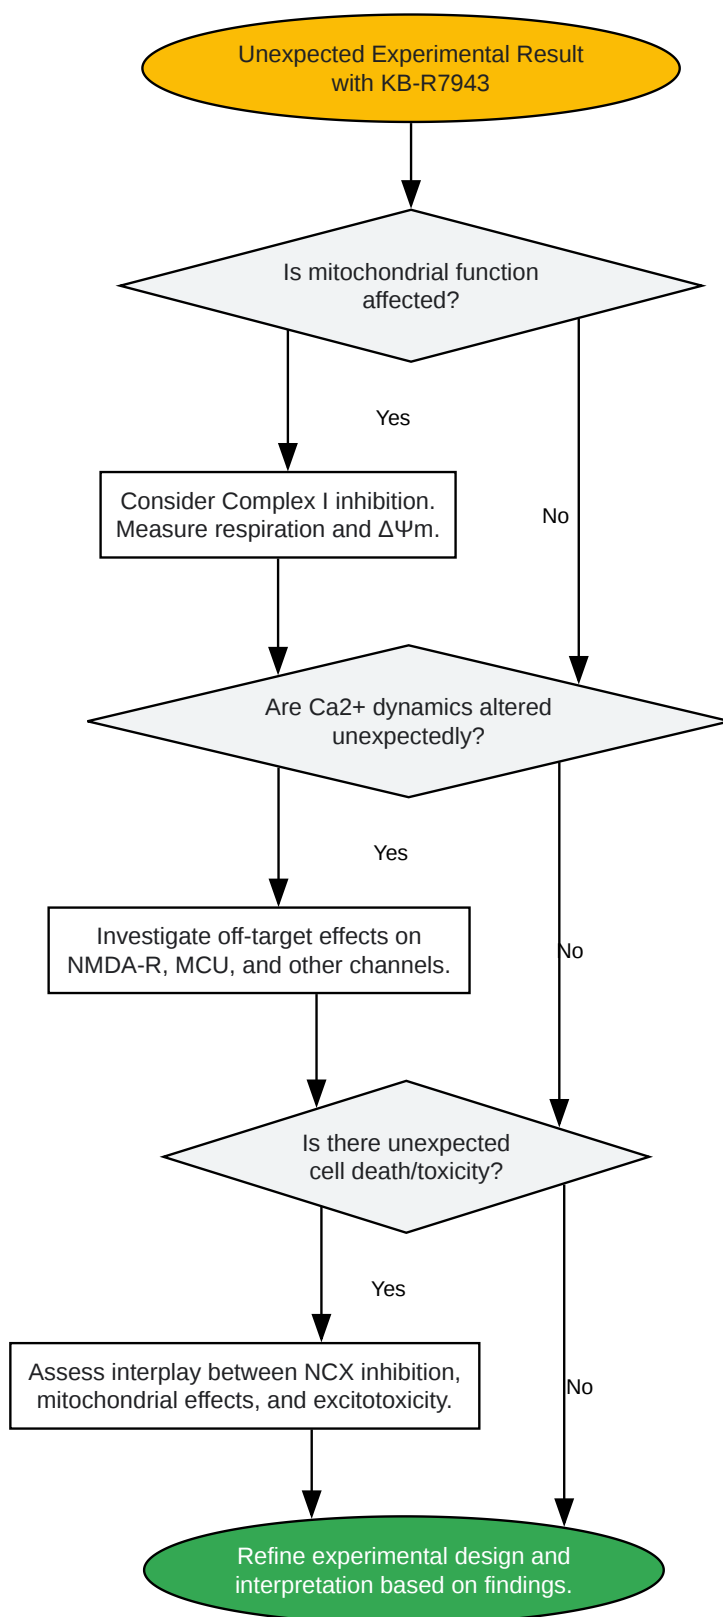 Unexpected Experimental Result
with KB-R7943
Is mitochondrial function
affected?
Yes
Consider Complex I inhibition.
Measure respiration and ΔΨm.
No
Are Ca2+ dynamics altered
unexpectedly?
Yes
Investigate off-target effects on
NMDA-R, MCU, and other channels.
No
Is there unexpected
cell death/toxicity?
Yes
Assess interplay between NCX inhibition,
mitochondrial effects, and excitotoxicity.
No
Refine experimental design and
interpretation based on findings.